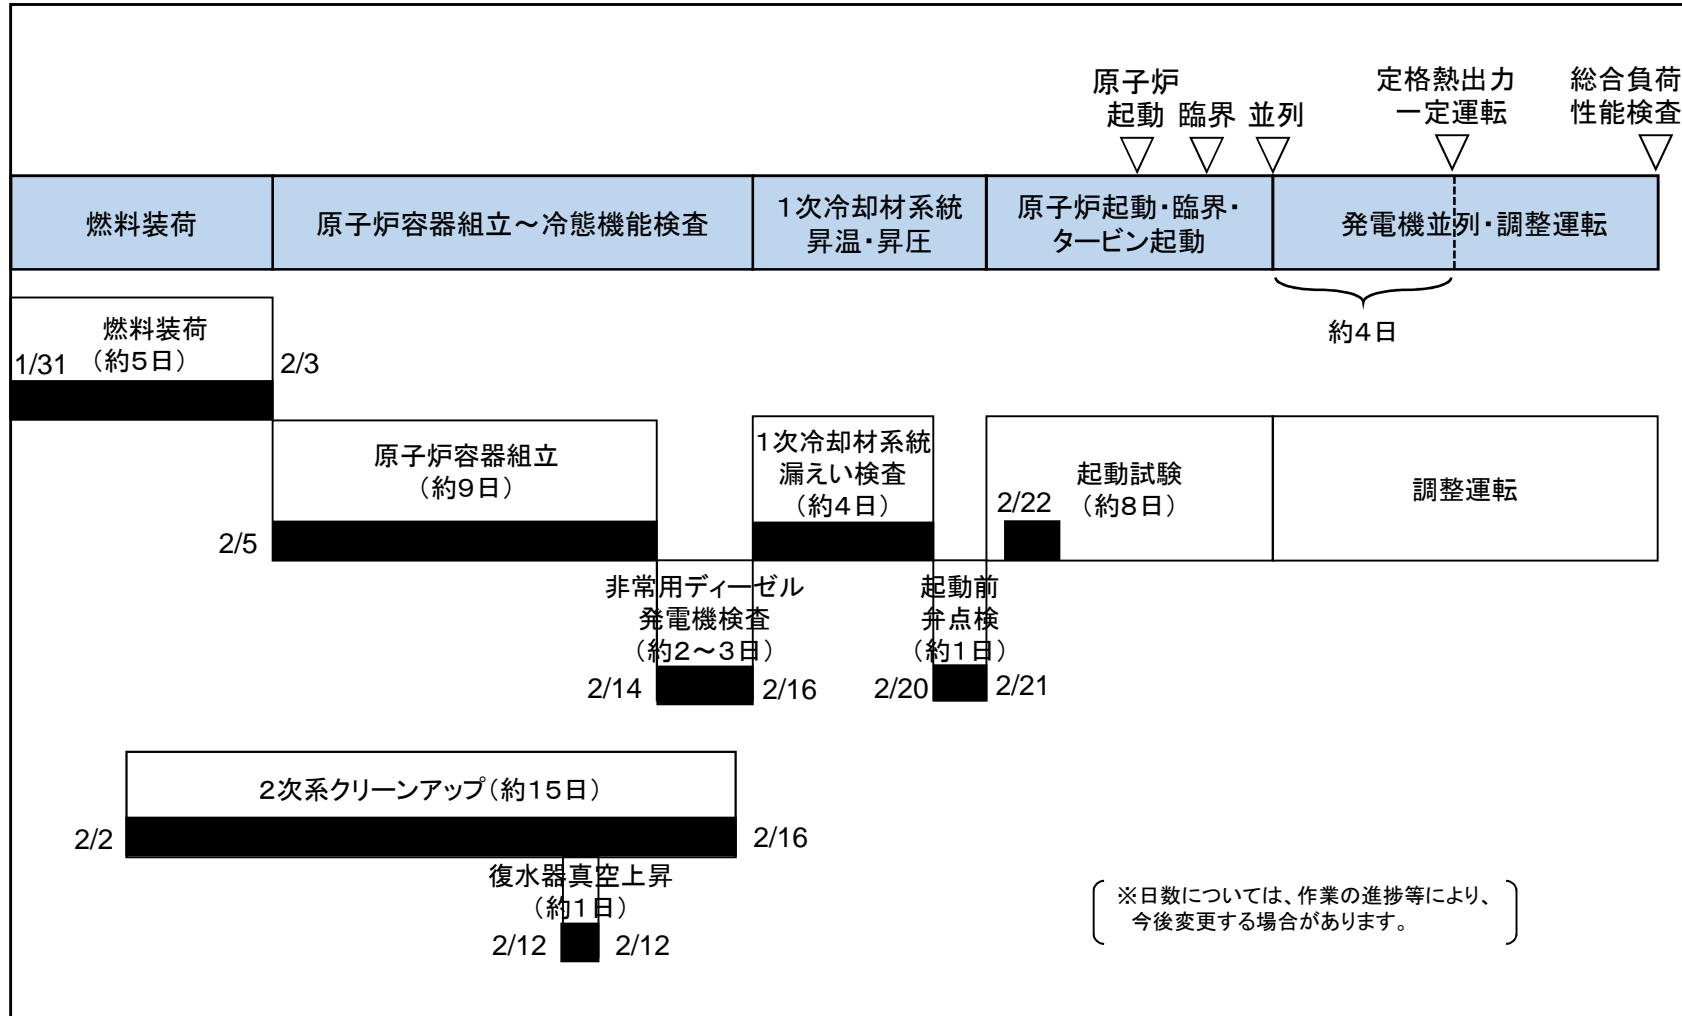 原子炉
起動
臨界
並列
定格熱出力
一定運転
総合負荷
性能検査
燃料装荷
原子炉容器組立～冷態機能検査
1次冷却材系統
昇温・昇圧
原子炉起動・臨界・
タービン起動
発電機並列・調整運転
約4日
燃料装荷
（約5日）
1/31
2/3
原子炉容器組立
（約9日）
2/5
1次冷却材系統
漏えい検査
（約4日）
起動試験
（約8日）
2/22
調整運転
非常用ディーゼル
発電機検査
（約2～3日）
2/14
2/16
起動前
弁点検
（約1日）
2/20
2/21
2次系クリーンアップ（約15日）
2/2
2/16
復水器真空上昇
（約1日）
2/12
2/12
※日数については、作業の進捗等により、
今後変更する場合があります。